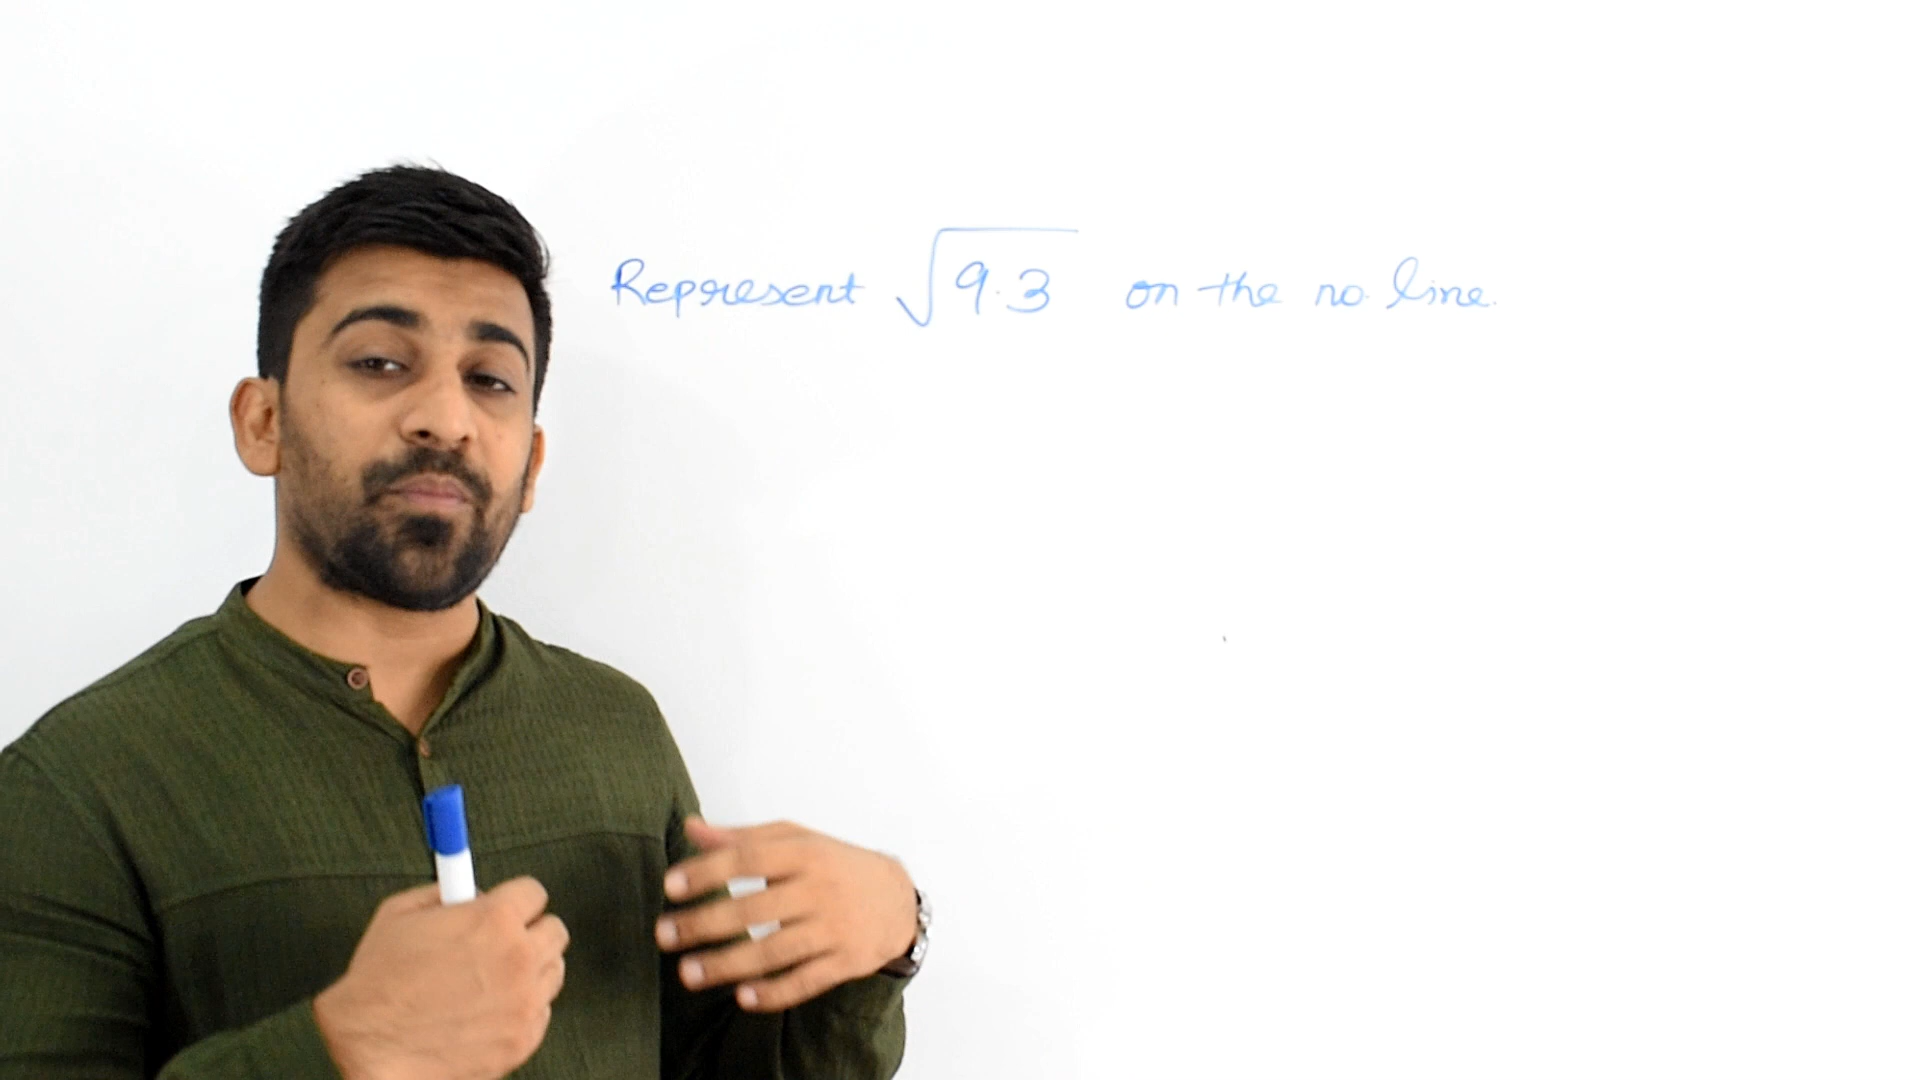 Represent √9.3 on the no. line.